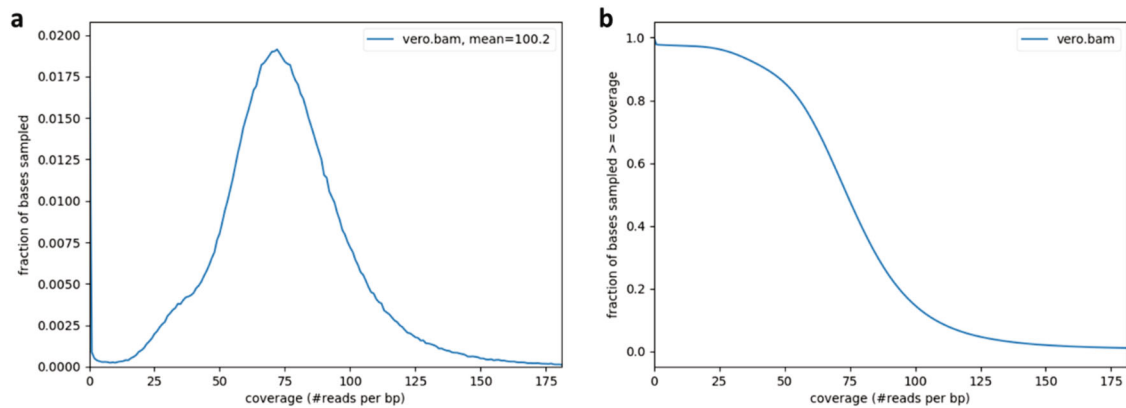 a
vero.bam, mean=100.2
fraction of bases sampled
0.0200
0.0175
0.0150
0.0125
0.0100
0.0075
0.0050
0.0025
0.0000
0 25 50 75 100 125 150 175
coverage (#reads per bp)
b
vero.bam
fraction of bases sampled >= coverage
1.0
0.8
0.6
0.4
0.2
0.0
0 25 50 75 100 125 150 175
coverage (#reads per bp)